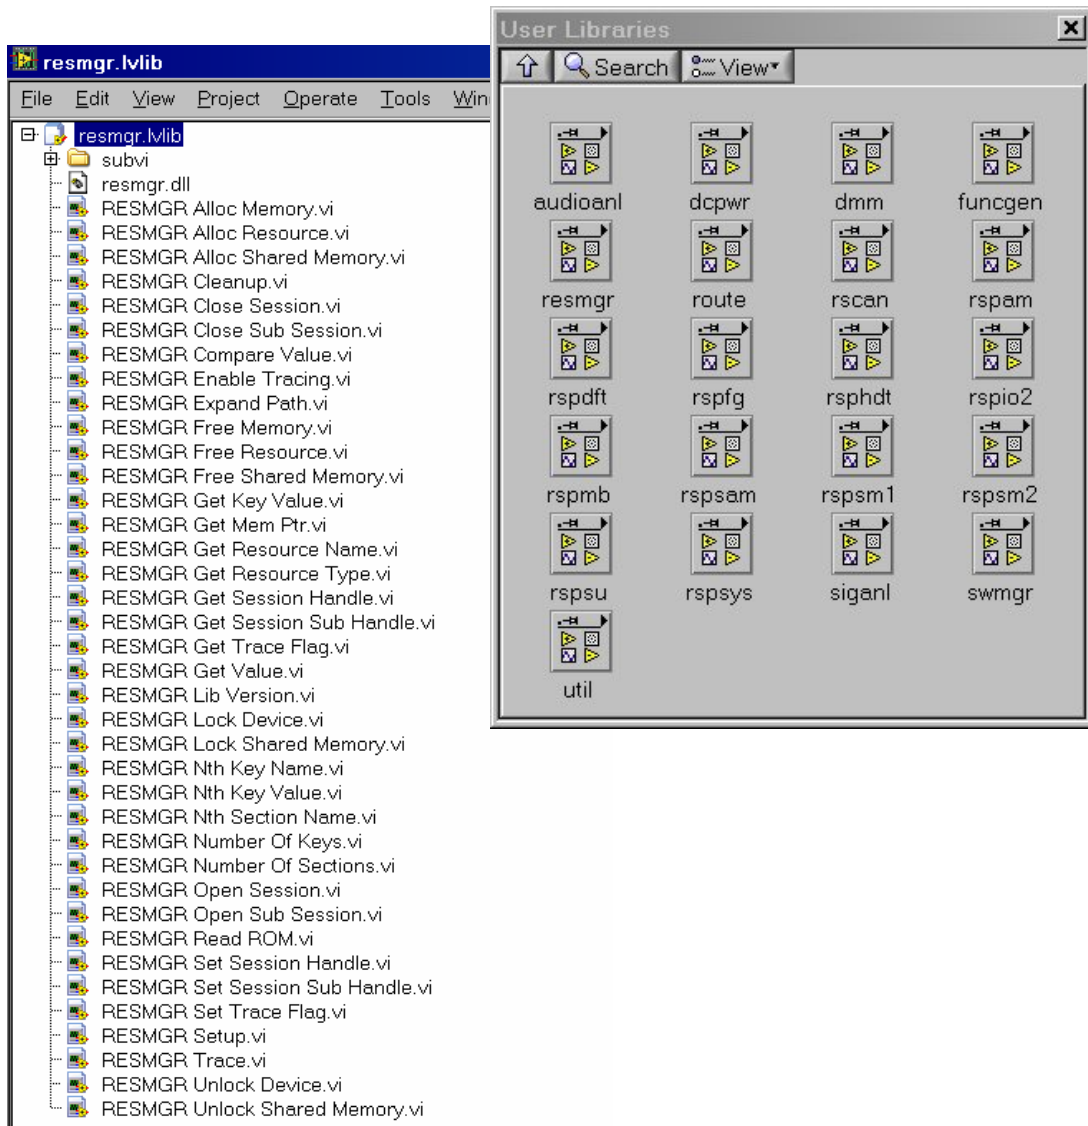 resmgr.lvlib
File Edit View Project Operate Tools
resmgr.lvlib
subvi
resmgr.dll
RESMGR Alloc Memory.vi
RESMGR Alloc Resource.vi
RESMGR Alloc Shared Memory.vi
RESMGR Cleanup.vi
RESMGR Close Session.vi
RESMGR Close Sub Session.vi
RESMGR Compare Value.vi
RESMGR Enable Tracing.vi
RESMGR Expand Path.vi
RESMGR Free Memory.vi
RESMGR Free Resource.vi
RESMGR Free Shared Memory.vi
RESMGR Get Key Value.vi
RESMGR Get Mem Ptr.vi
RESMGR Get Resource Name.vi
RESMGR Get Resource Type.vi
RESMGR Get Session Handle.vi
RESMGR Get Session Sub Handle.vi
RESMGR Get Trace Flag.vi
RESMGR Get Value.vi
RESMGR Lib Version.vi
RESMGR Lock Device.vi
RESMGR Lock Shared Memory.vi
RESMGR Nth Key Name.vi
RESMGR Nth Key Value.vi
RESMGR Nth Section Name.vi
RESMGR Number Of Keys.vi
RESMGR Number Of Sections.vi
RESMGR Open Session.vi
RESMGR Open Sub Session.vi
RESMGR Read ROM.vi
RESMGR Set Session Handle.vi
RESMGR Set Session Sub Handle.vi
RESMGR Set Trace Flag.vi
RESMGR Setup.vi
RESMGR Trace.vi
RESMGR Unlock Device.vi
RESMGR Unlock Shared Memory.vi
User Libraries
Search View
audioanl dcpwr dmm funcgen
resmgr route rscan rspam
rspdft rspfg rsphdt rspio2
rspmb rspsam rspsm1 rspsm2
rspsu rspsys siganl swmgr
util